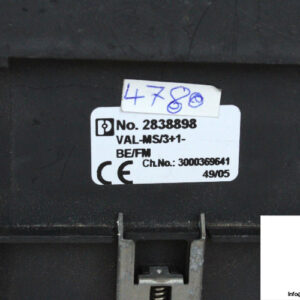 4780
No. 2838898
VAL-MS/3+1-
BE/FM
Ch.No.: 3000369641
CE 49/05